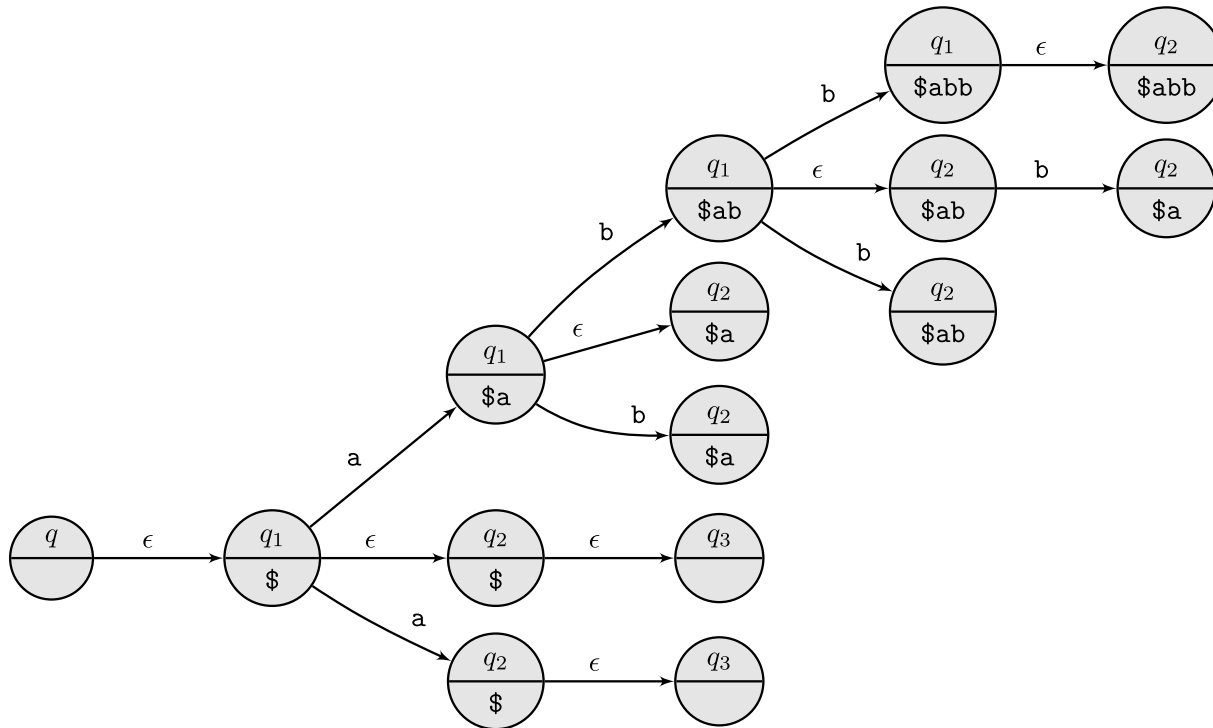 q₁ ϵ q₂
$abb $abb
b
q₁ ϵ q₂ b q₂
$ab $ab $a
b b
q₂ q₂
$a $ab
ϵ
q₁
$a
b q₂
$a
a
q ϵ q₁ ϵ q₂ ϵ q₃
$ $
a
q₂ ϵ q₃
$